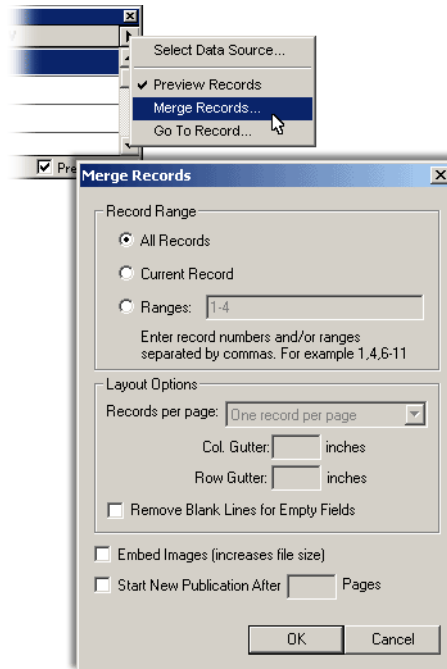 Select Data Source...
Preview Records
Merge Records...
Go To Record...
Pre
Merge Records
Record Range
All Records
Current Record
Ranges: 1-4
Enter record numbers and/or ranges
separated by commas. For example 1,4,6-11
Layout Options
Records per page: One record per page
Col. Gutter: inches
Row Gutter: inches
Remove Blank Lines for Empty Fields
Embed Images (increases file size)
Start New Publication After Pages
OK Cancel